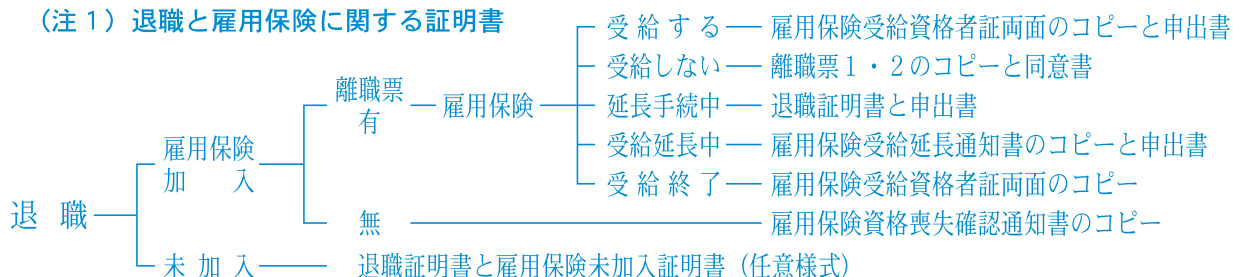 (注1)退職と雇用保険に関する証明書
受給する 雇用保険受給資格者証両面のコピーと申出書
受給しない 離職票1・2のコピーと同意書
離職票
有
雇用保険
延長手続中 退職証明書と申出書
雇用保険
加入
受給延長中 雇用保険受給延長通知書のコピーと申出書
受給終了 雇用保険受給資格者証両面のコピー
退職
無 雇用保険資格喪失確認通知書のコピー
未加入 退職証明書と雇用保険未加入証明書(任意様式)